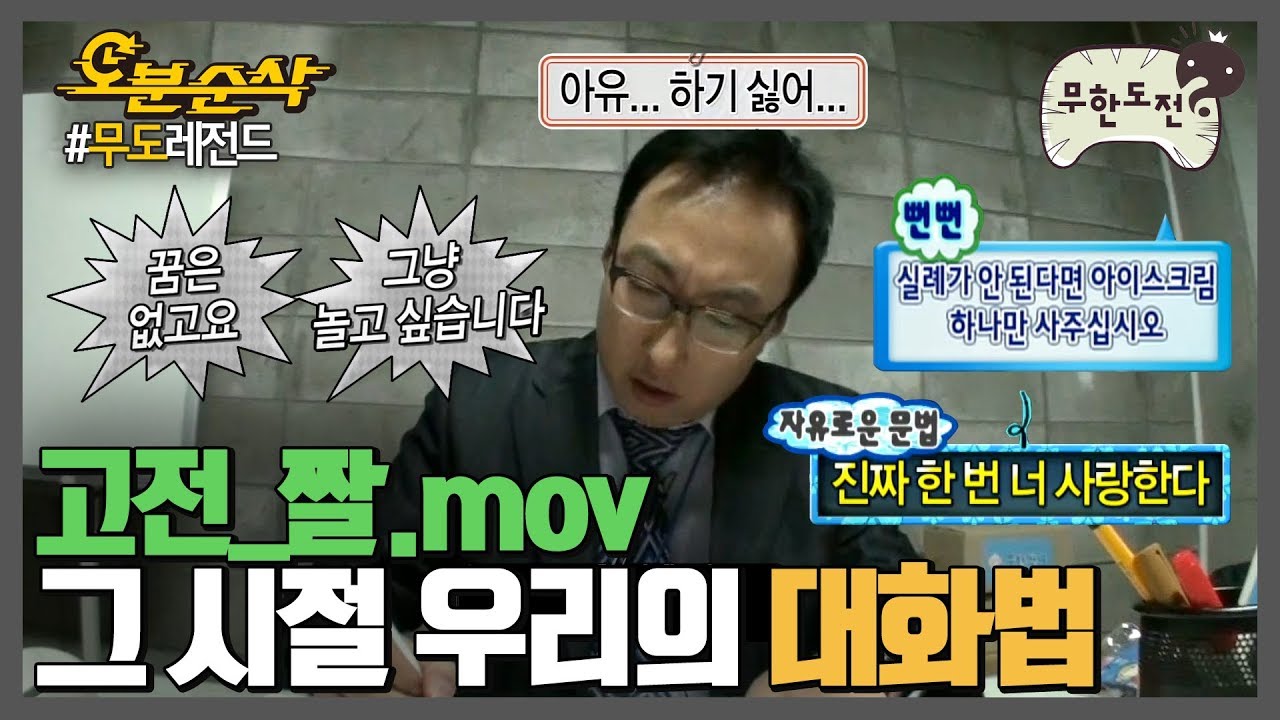 오분순삭
#무도레전드
아유... 하기 싫어...
무한도전
꿈은
없고요
그냥
놀고 싶습니다
뻔뻔
실례가 안 된다면 아이스크림
하나만 사주십시오
자유로운 문법
진짜 한 번 너 사랑한다
고전_짤.mov
그 시절 우리의 대화법